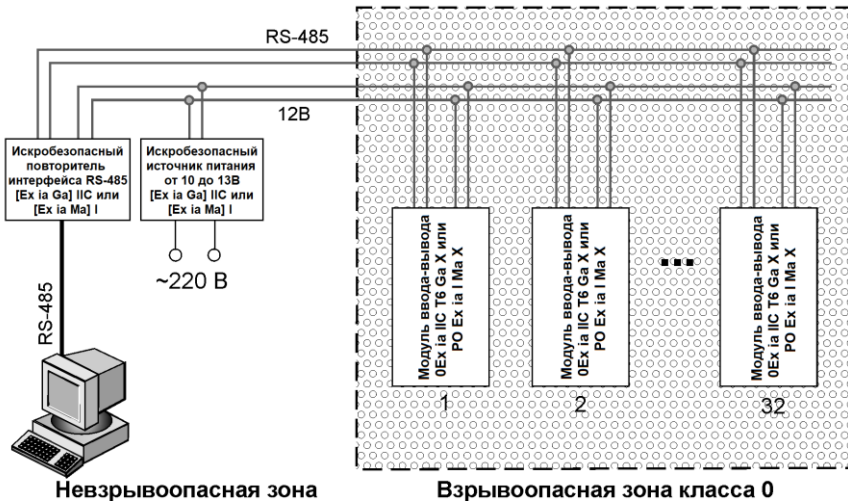 RS-485
12В
Искробезопасный
повторитель
интерфейса RS-485
[Ex ia Ga] IIC или
[Ex ia Ma] I
Искробезопасный
источник питания
от 10 до 13В
[Ex ia Ga] IIC или
[Ex ia Ma] I
~220 В
RS-485
Модуль ввода-вывода
0Ex ia IIC T6 Ga X или
PO Ex ia I Ma X
1
Модуль ввода-вывода
0Ex ia IIC T6 Ga X или
PO Ex ia I Ma X
2
Модуль ввода-вывода
0Ex ia IIC T6 Ga X или
PO Ex ia I Ma X
32
Невзрывоопасная зона
Взрывоопасная зона класса 0